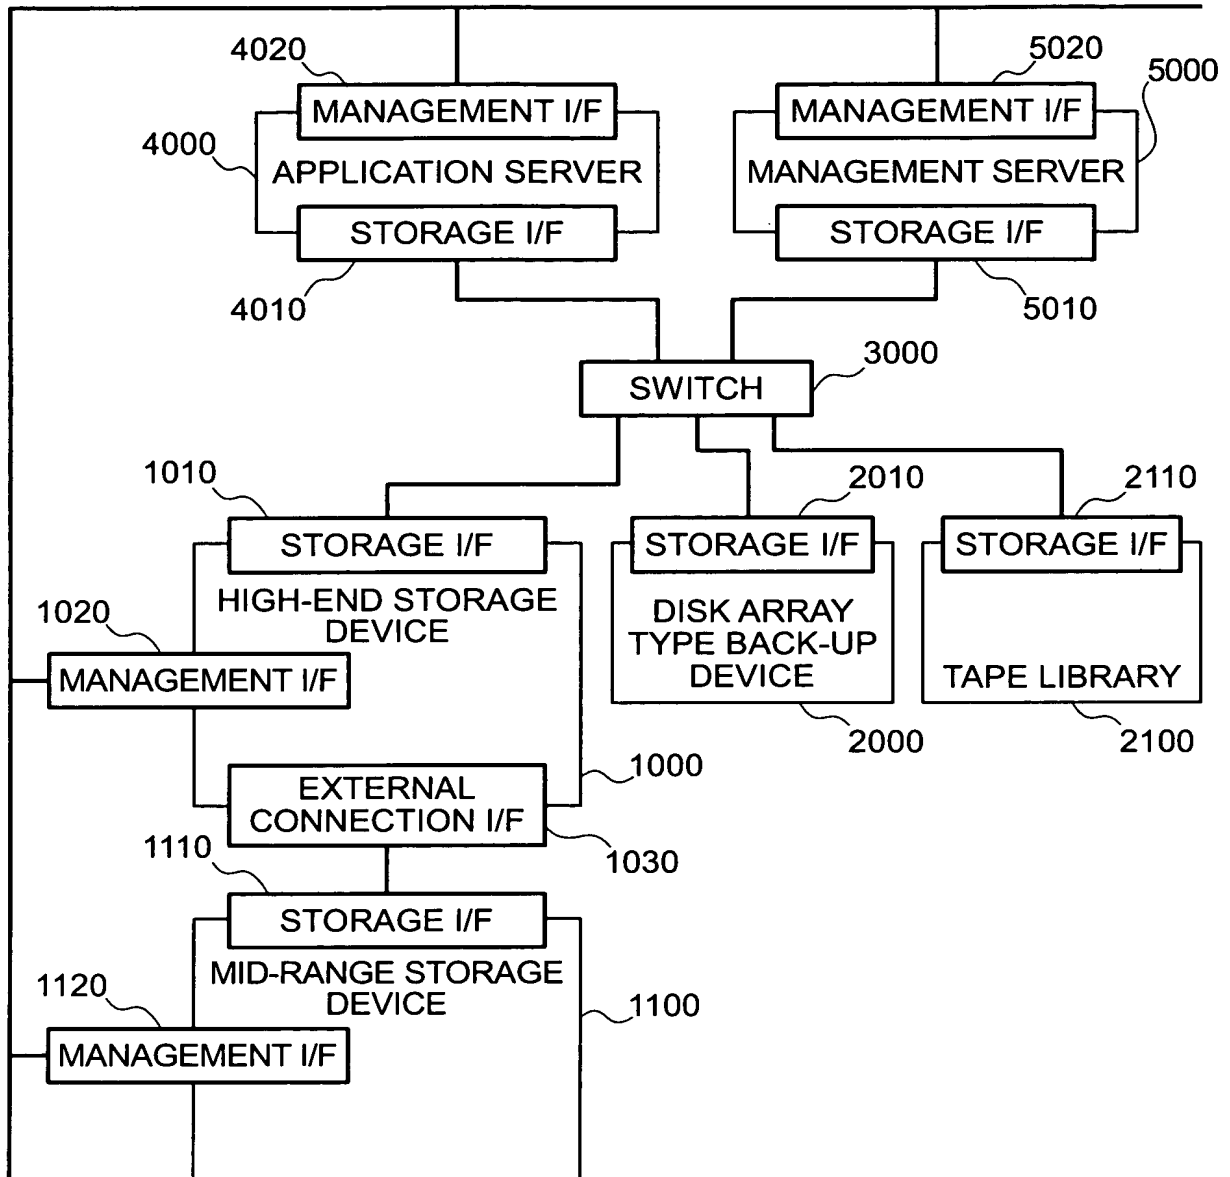 4020
5020
5000
MANAGEMENT I/F
MANAGEMENT I/F
4000
APPLICATION SERVER
MANAGEMENT SERVER
STORAGE I/F
STORAGE I/F
4010
5010
3000
SWITCH
1010
2010
2110
STORAGE I/F
STORAGE I/F
STORAGE I/F
HIGH-END STORAGE
DEVICE
DISK ARRAY
TYPE BACK-UP
DEVICE
1020
MANAGEMENT I/F
TAPE LIBRARY
2000
2100
1000
EXTERNAL
CONNECTION I/F
1110
1030
STORAGE I/F
MID-RANGE STORAGE
DEVICE
1120
1100
MANAGEMENT I/F